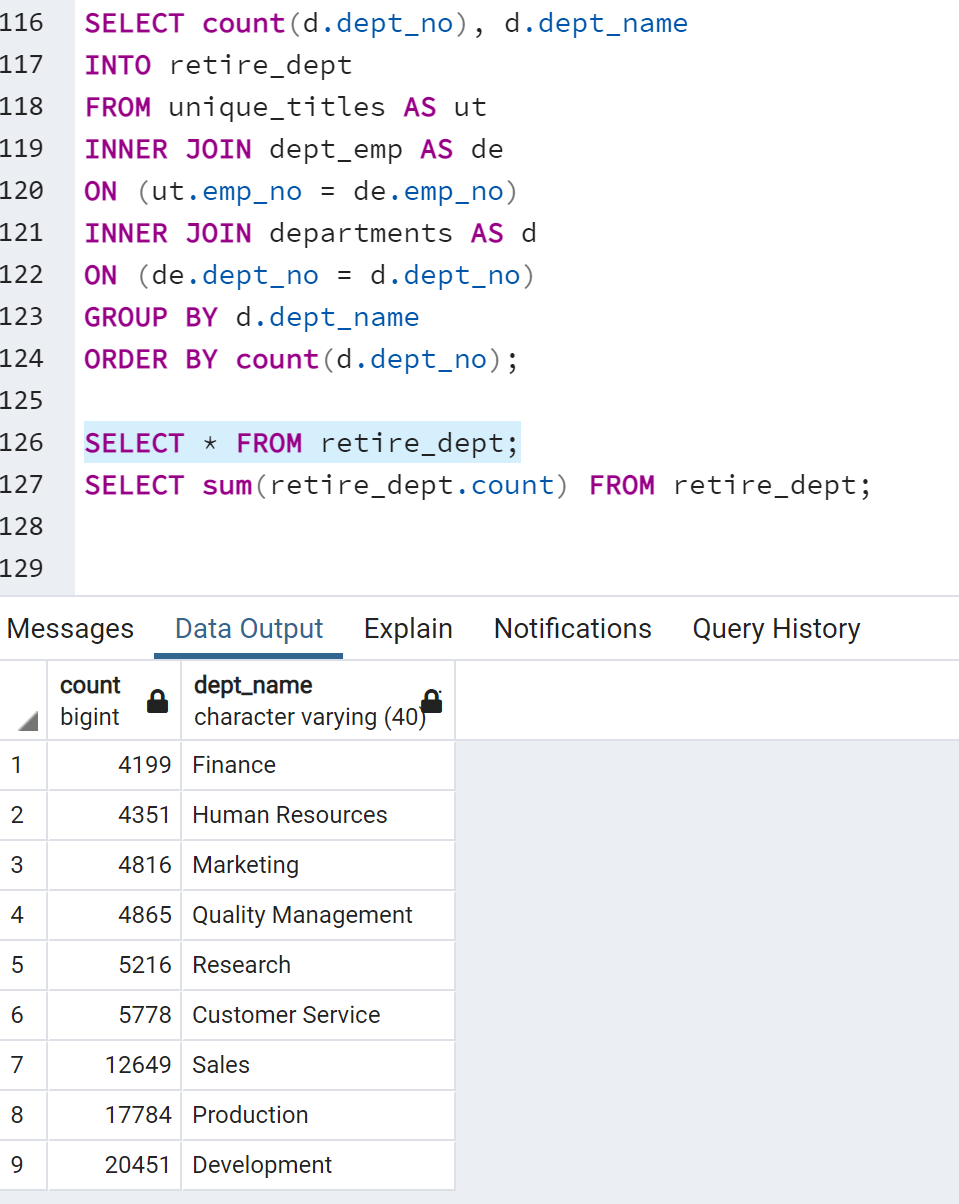 116 SELECT count(d.dept_no), d.dept_name
117 INTO retire_dept
118 FROM unique_titles AS ut
119 INNER JOIN dept_emp AS de
120 ON (ut.emp_no = de.emp_no)
121 INNER JOIN departments AS d
122 ON (de.dept_no = d.dept_no)
123 GROUP BY d.dept_name
124 ORDER BY count(d.dept_no);
125
126 SELECT * FROM retire_dept;
127 SELECT sum(retire_dept.count) FROM retire_dept;
128
129
Messages Data Output Explain Notifications Query History
count dept_name
bigint character varying (40)
1 4199 Finance
2 4351 Human Resources
3 4816 Marketing
4 4865 Quality Management
5 5216 Research
6 5778 Customer Service
7 12649 Sales
8 17784 Production
9 20451 Development